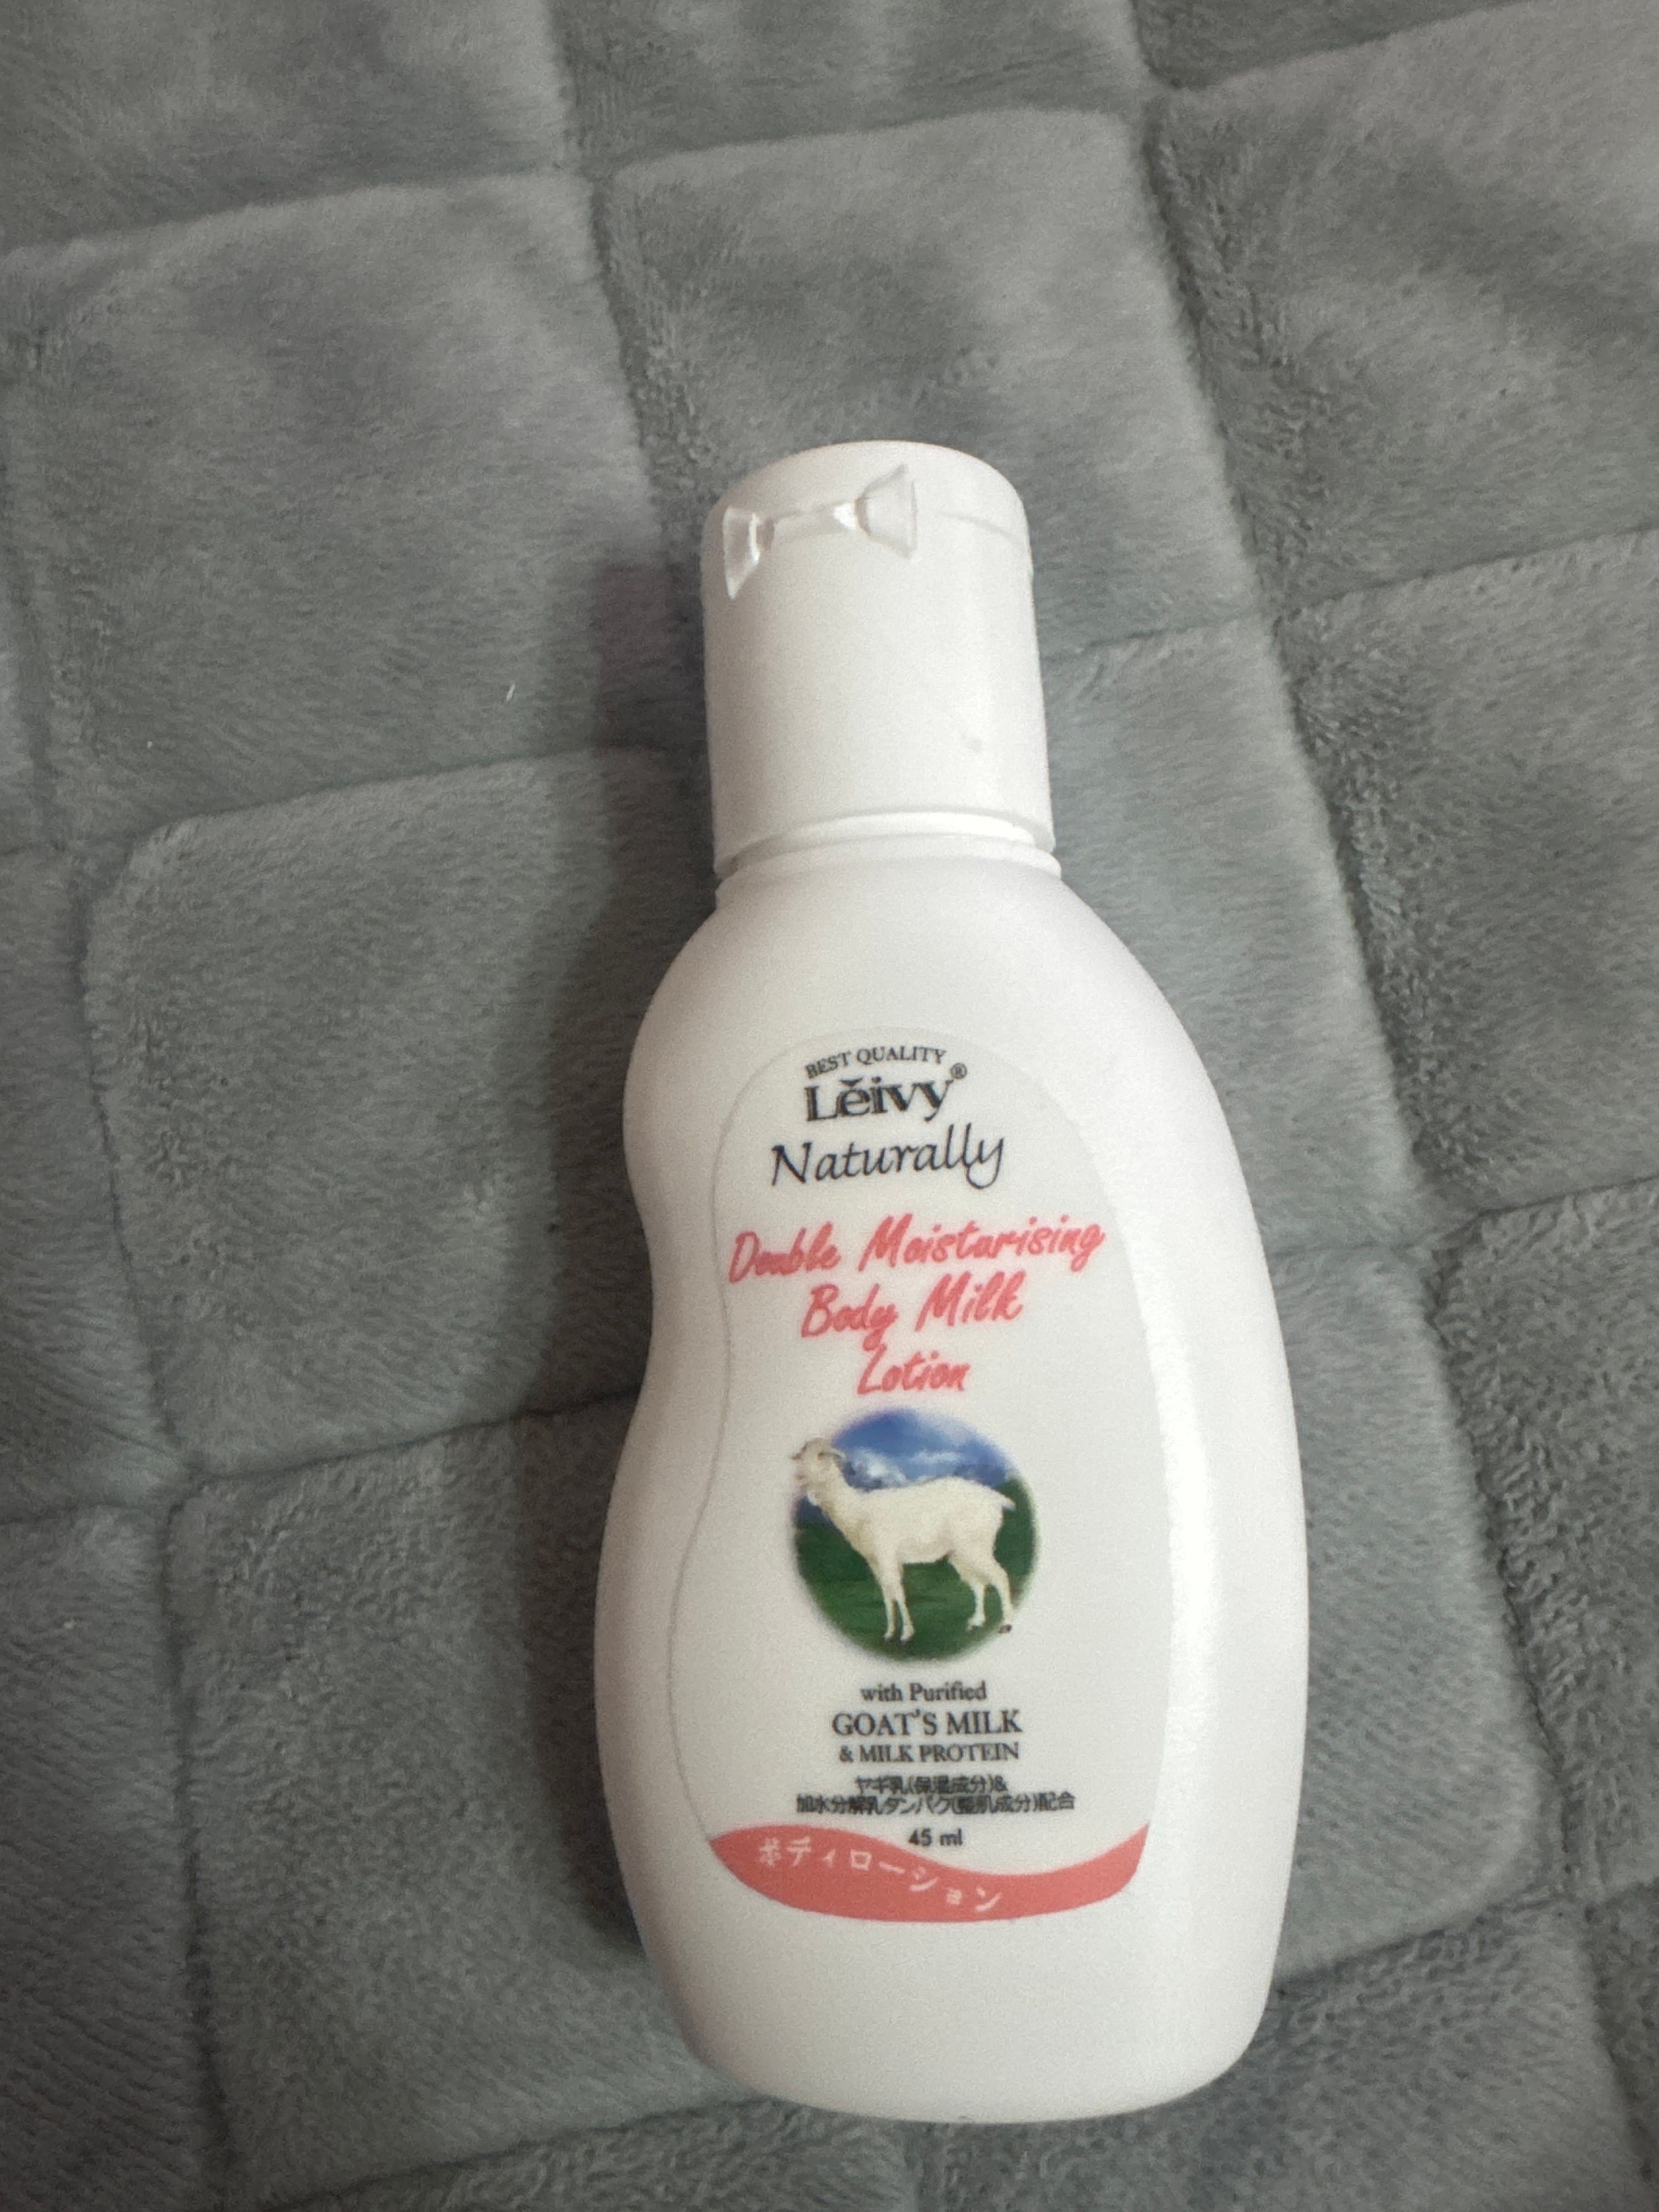 BEST QUALITY
Lěivy®
Naturally
Double Moisturising
Body Milk
Lotion
with Purified
GOAT'S MILK
& MILK PROTEIN
ヤギ乳(保湿成分)&
加水分解乳タンパク(整肌成分)配合
45 ml
ボディローション